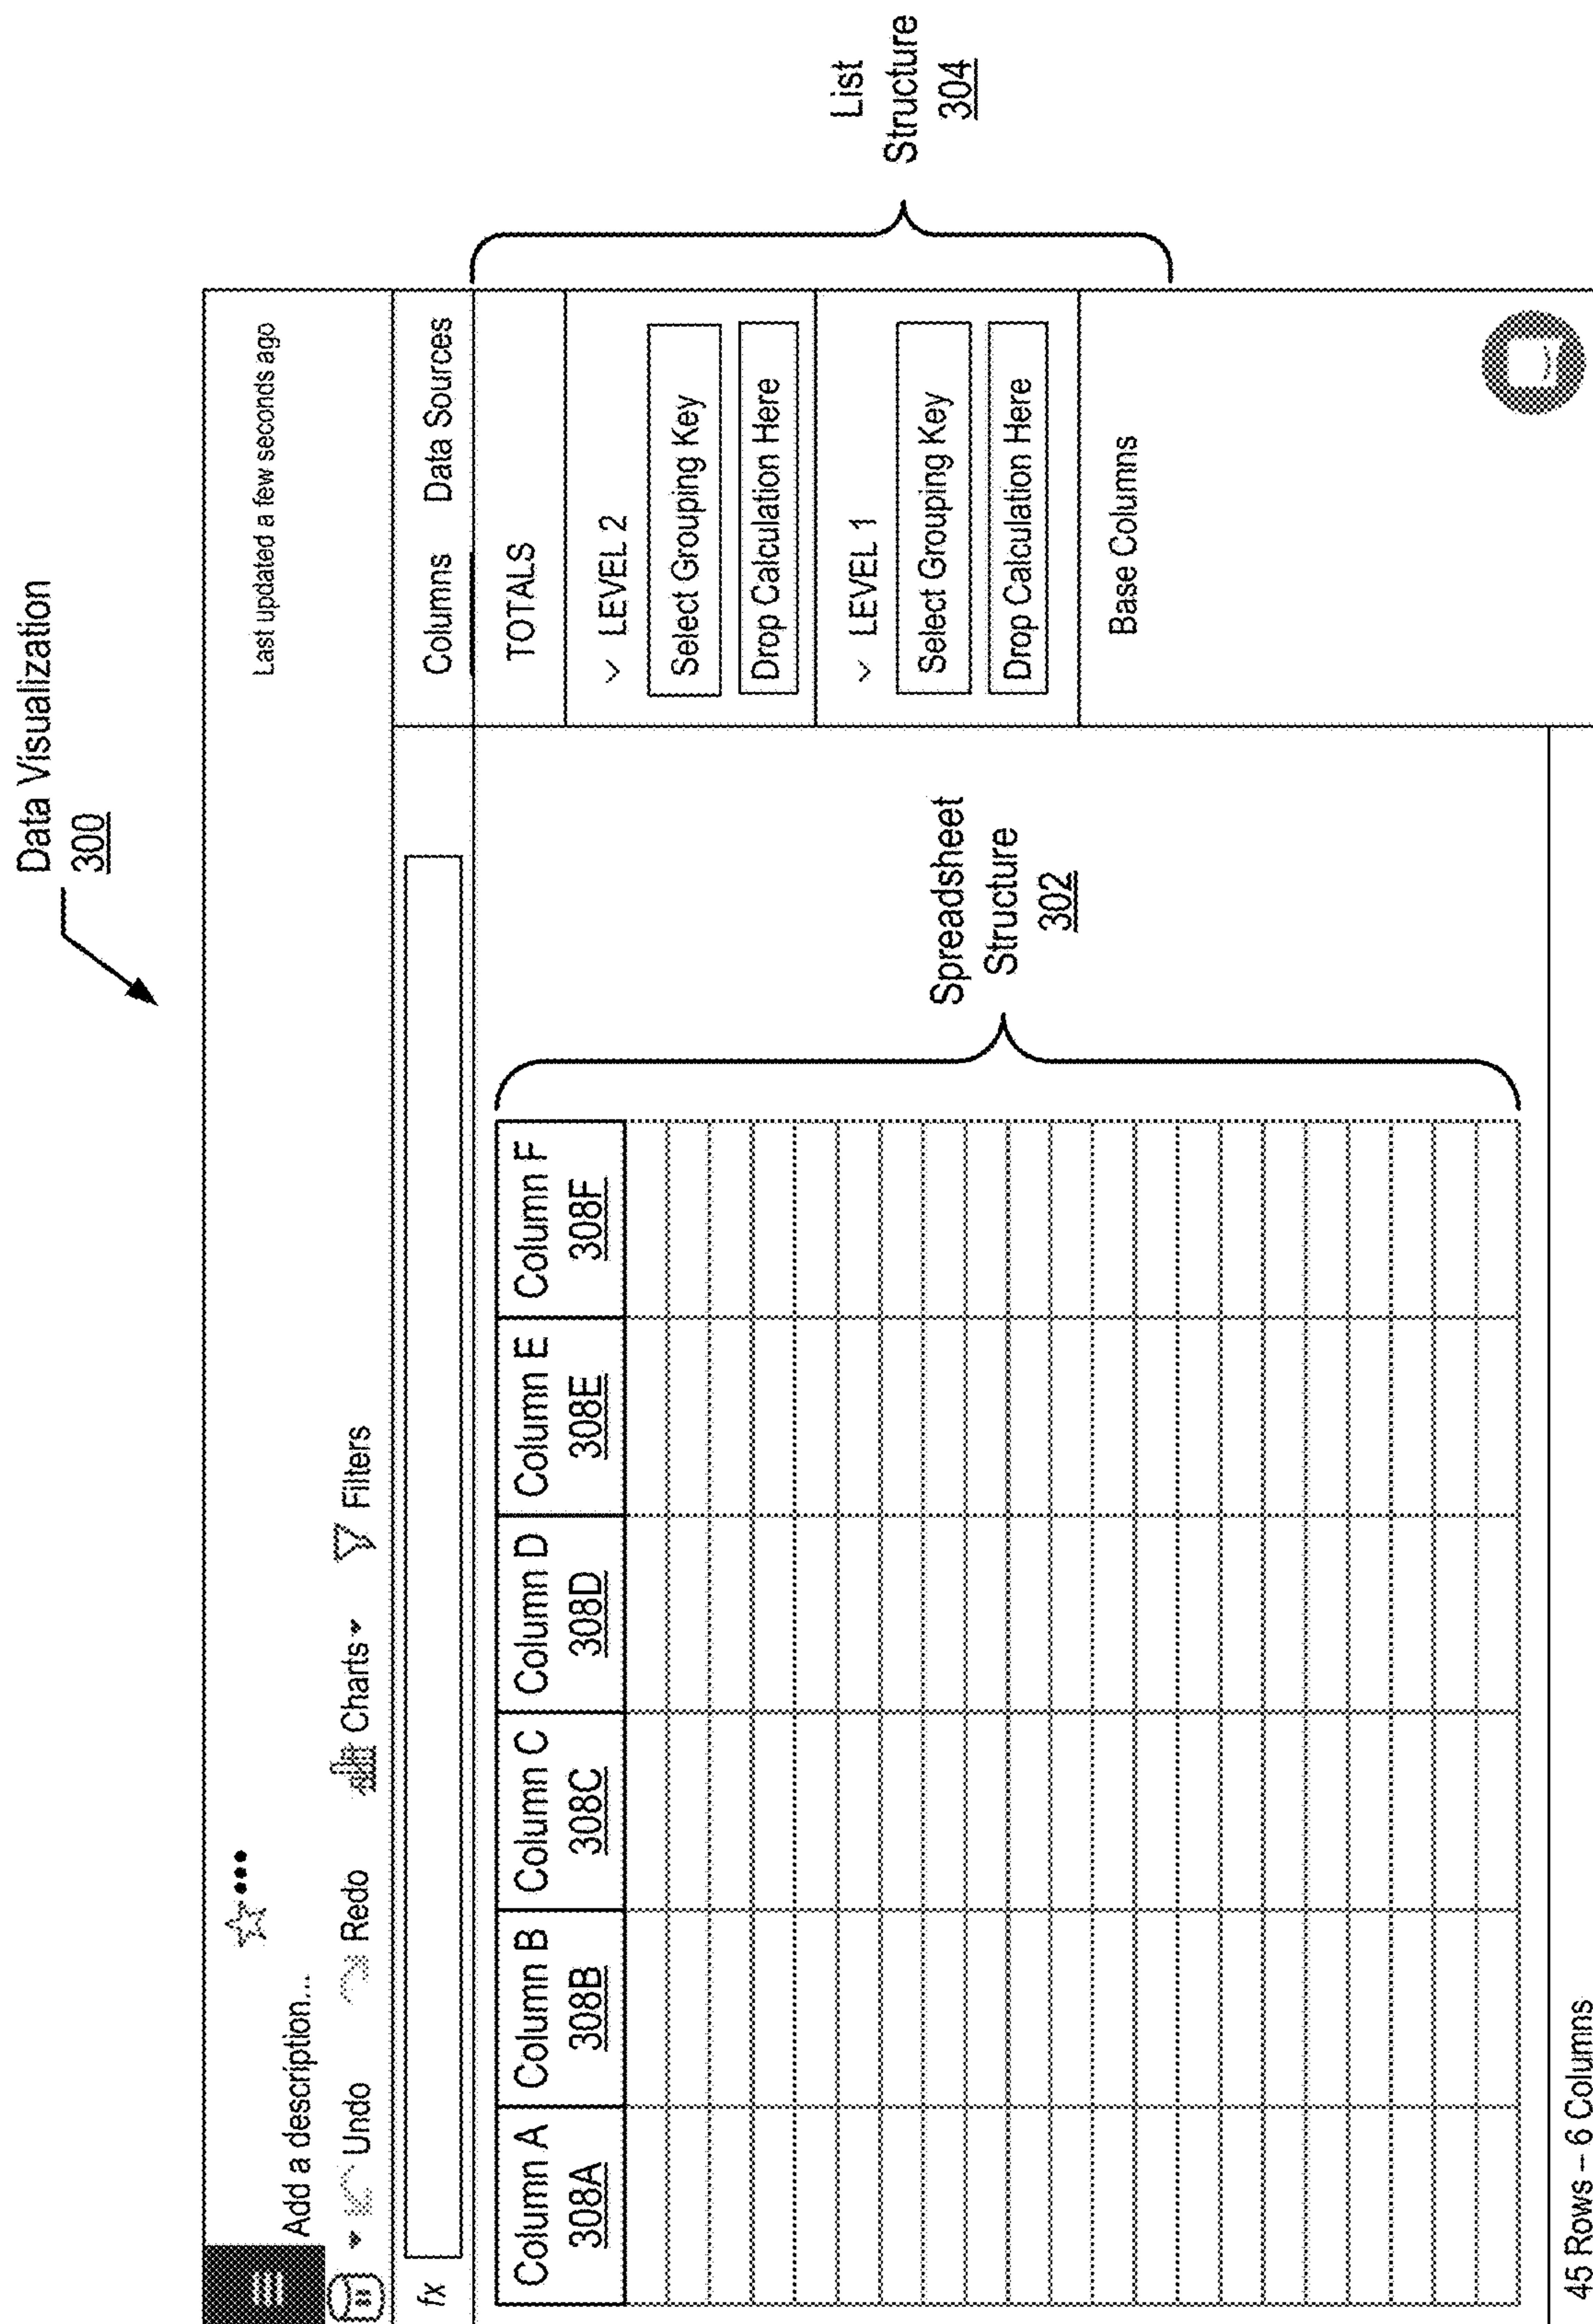 Data Visualization
300
Last updated a few seconds ago
Add a description...
Undo Redo Charts Filters
fx
Columns Data Sources
TOTALS
LEVEL 2
Select Grouping Key
Drop Calculation Here
LEVEL 1
Select Grouping Key
Drop Calculation Here
Base Columns
List
Structure
304
Column A Column B Column C Column D Column E Column F
308A 308B 308C 308D 308E 308F
Spreadsheet
Structure
302
45 Rows – 6 Columns